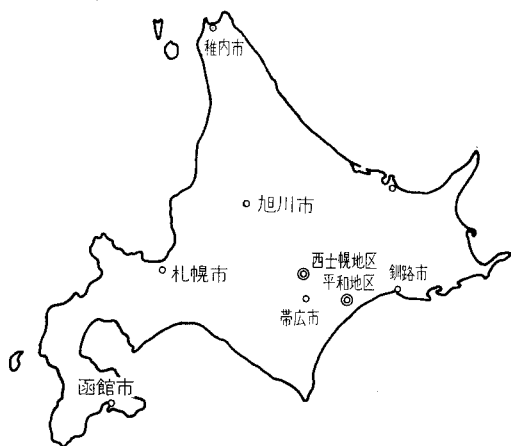 稚内市
旭川市
札幌市
西士幌地区
平和地区
釧路市
帯広市
函館市